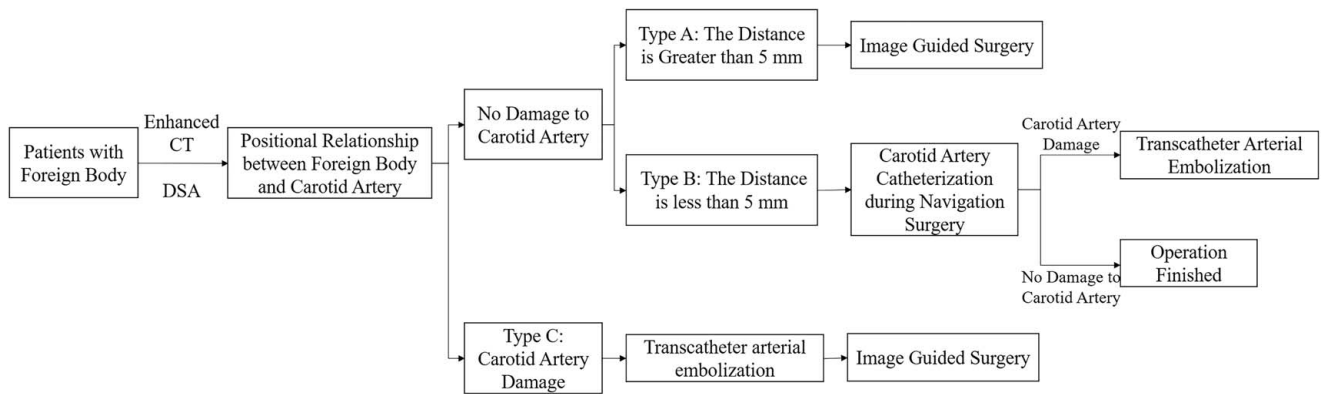 Patients with
Foreign Body
Enhanced
CT
DSA
Positional Relationship
between Foreign Body
and Carotid Artery
No Damage to
Carotid Artery
Type A: The Distance
is Greater than 5 mm
Image Guided Surgery
Type B: The Distance
is less than 5 mm
Carotid Artery
Catheterization
during Navigation
Surgery
Carotid Artery
Damage
Transcatheter Arterial
Embolization
No Damage to
Carotid Artery
Operation
Finished
Type C:
Carotid Artery
Damage
Transcatheter arterial
embolization
Image Guided Surgery